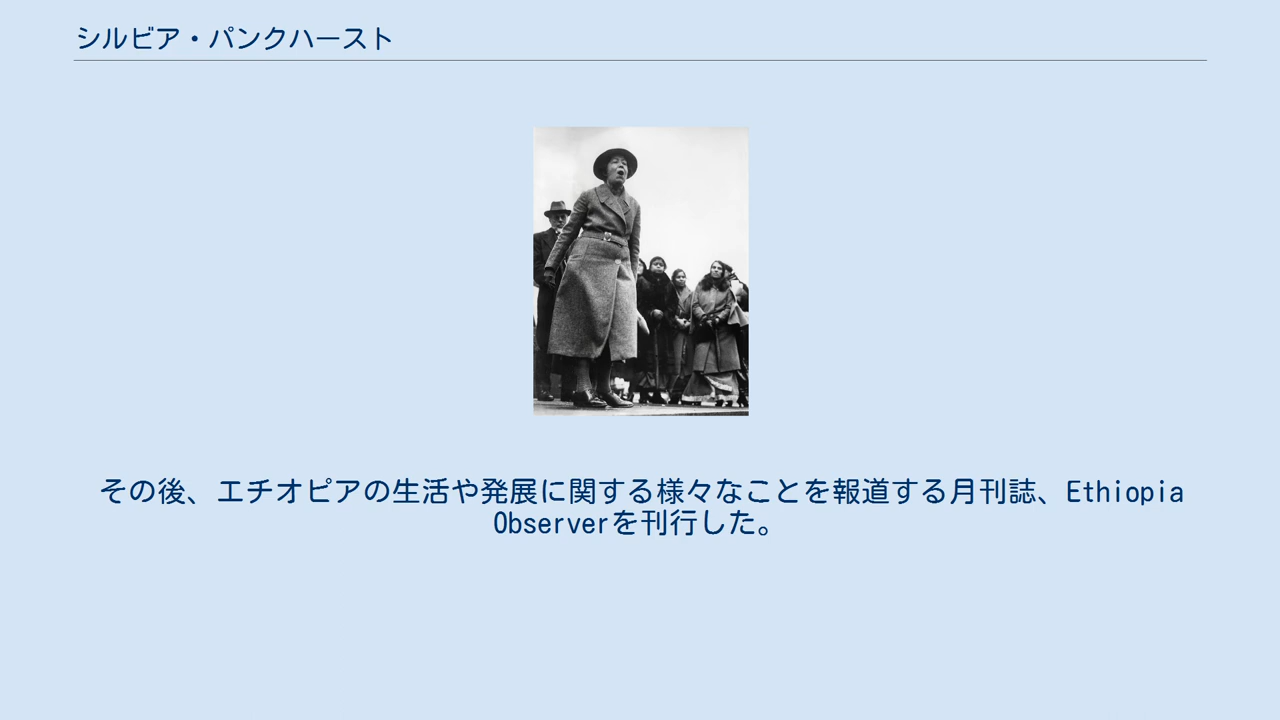 シルビア・パンクハースト
その後、エチオピアの生活や発展に関する様々なことを報道する月刊誌、Ethiopia
Observerを刊行した。